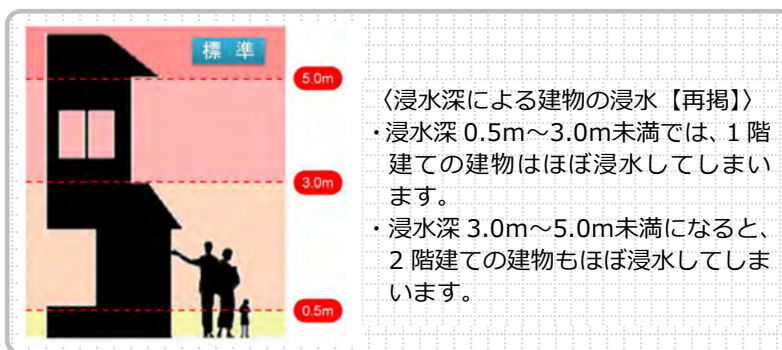 標 準
5.0m
3.0m
0.5m
〈浸水深による建物の浸水【再掲】〉
・浸水深 0.5m～3.0m未満では、1 階
建ての建物はほぼ浸水してしまい
ます。
・浸水深 3.0m～5.0m未満になると、
2 階建ての建物もほぼ浸水してしま
います。